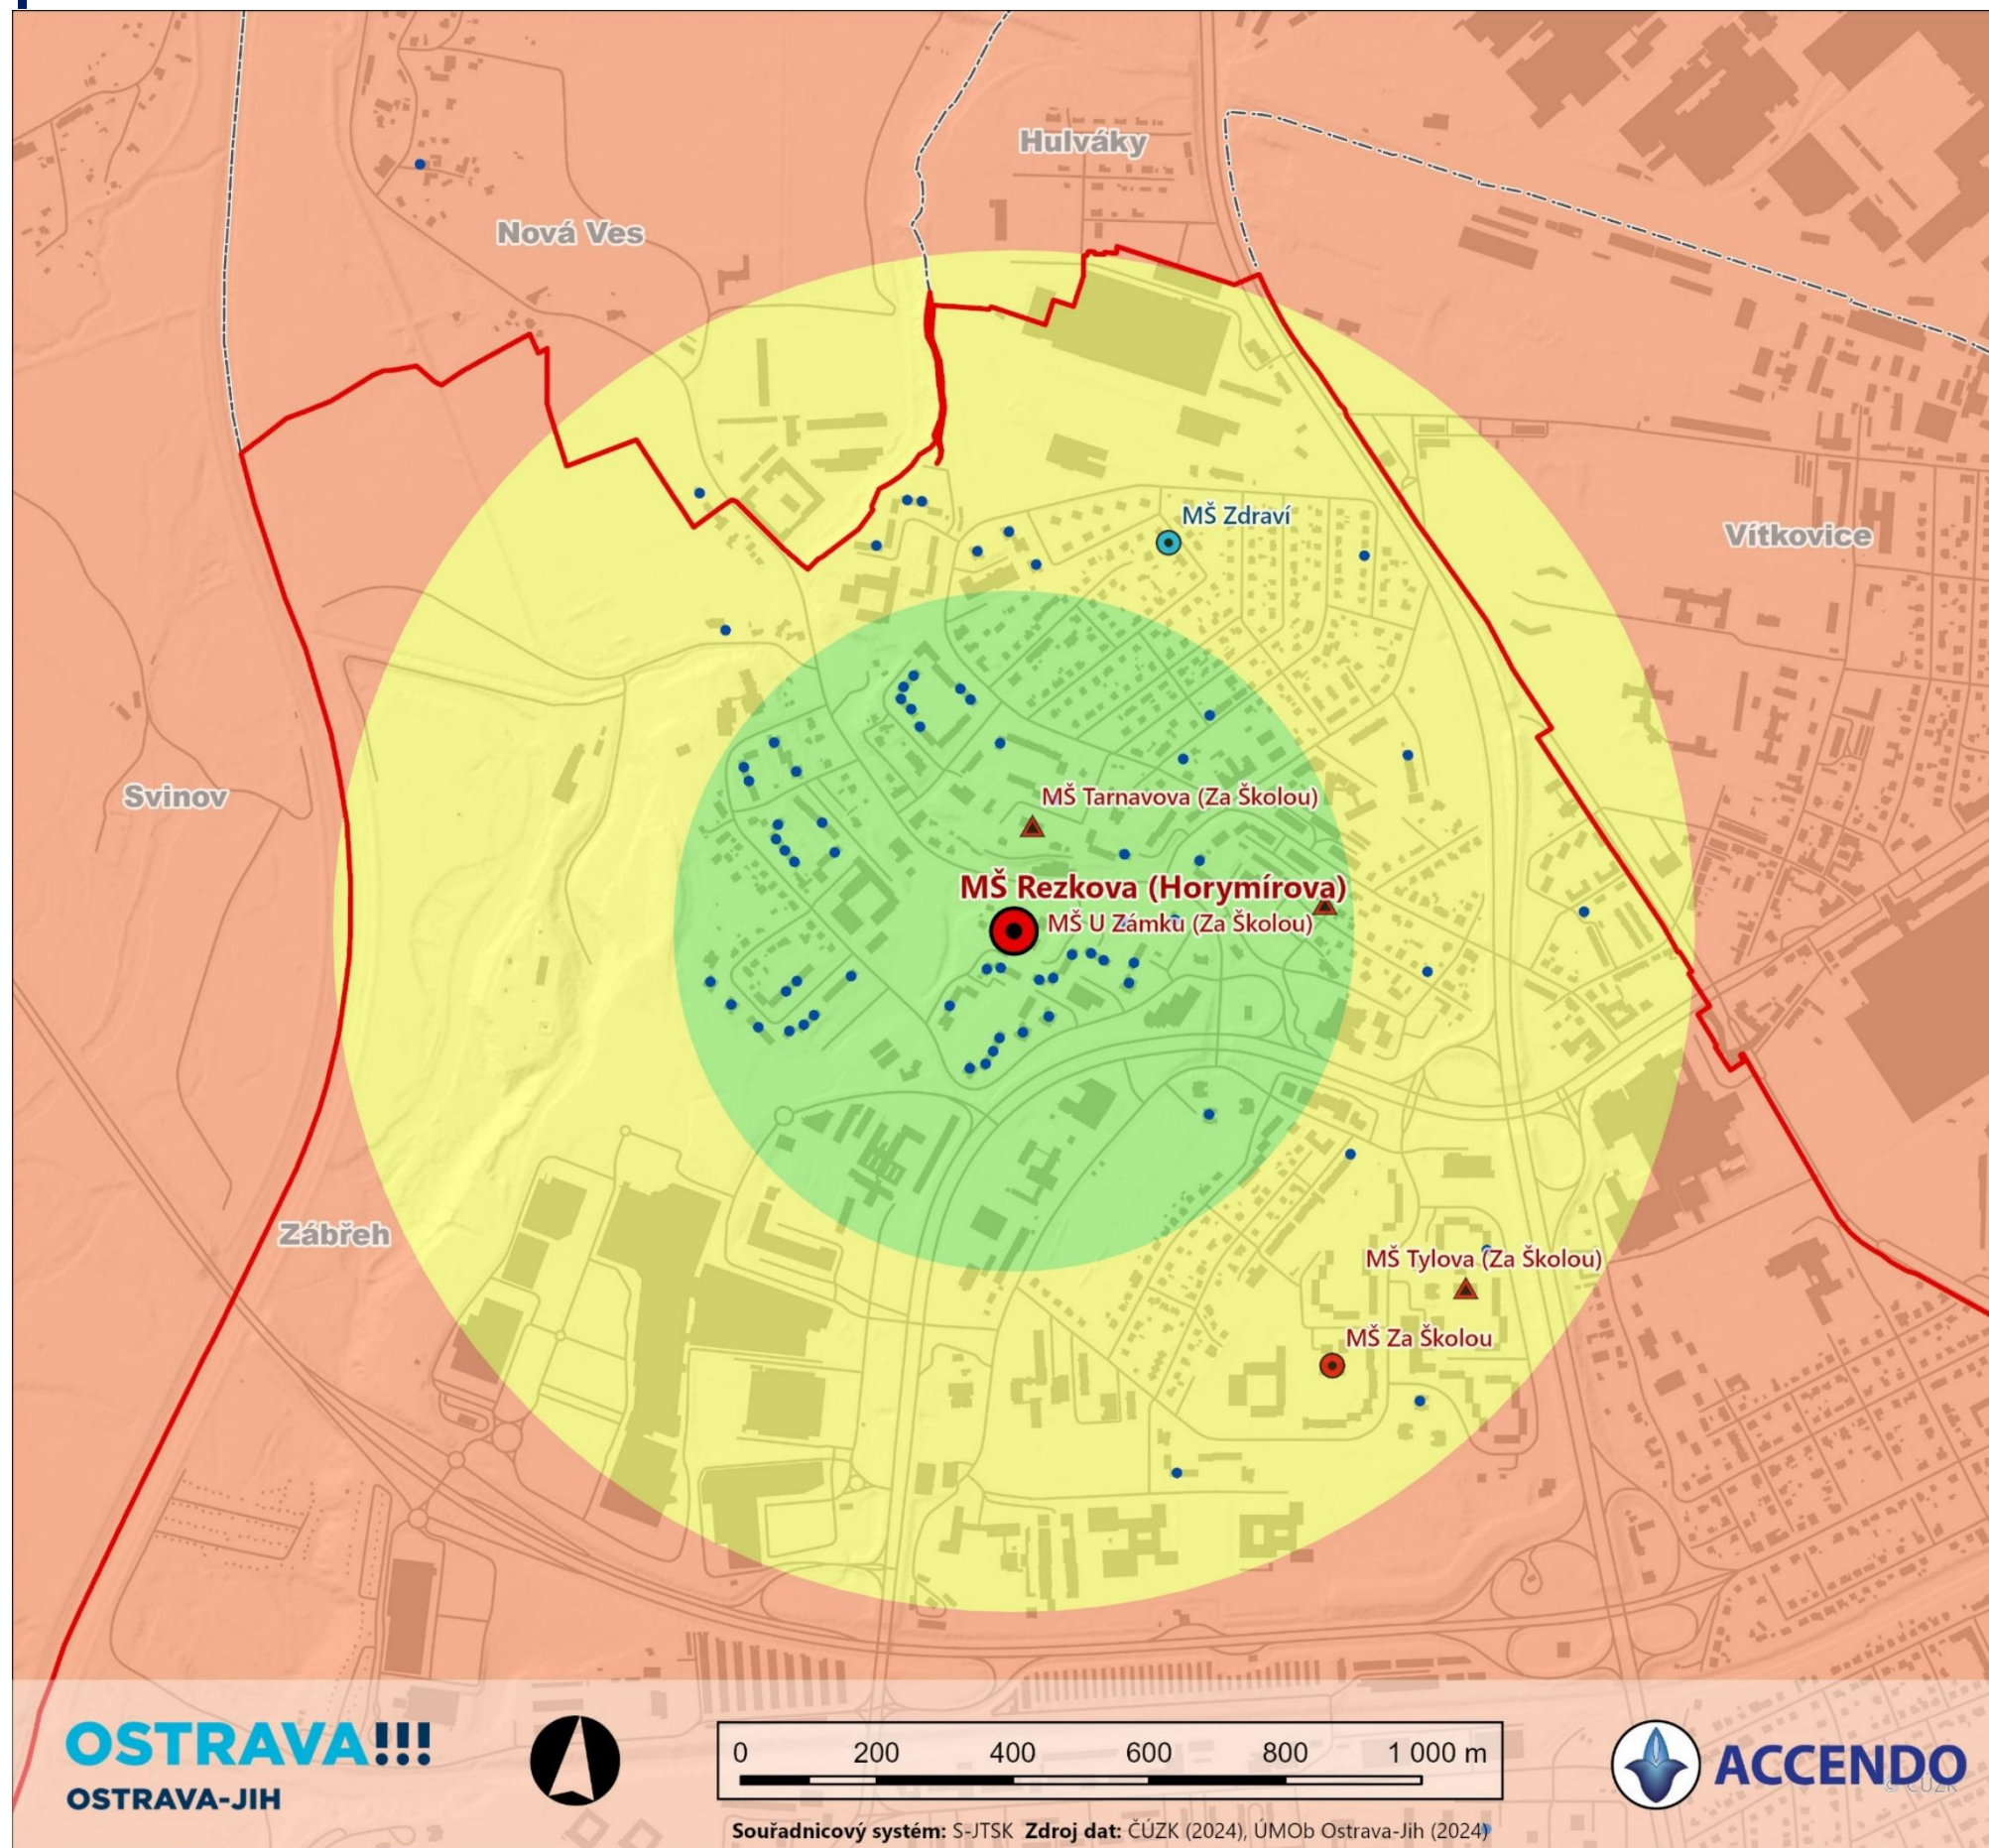 Hulváky
Nová Ves
MŠ Zdraví
Vítkovice
Svinov
MŠ Tarnavova (Za Školou)
MŠ Rezkova (Horymírova)
MŠ U Zámku (Za Školou)
Zábřeh
MŠ Tylova (Za Školou)
MŠ Za Školou
OSTRAVA!!!
OSTRAVA-JIH
0 200 400 600 800 1 000 m
ACCENDO
© ČÚZK
Souřadnicový systém: S-JTSK Zdroj dat: ČÚZK (2024), ÚMOb Ostrava-Jih (2024)